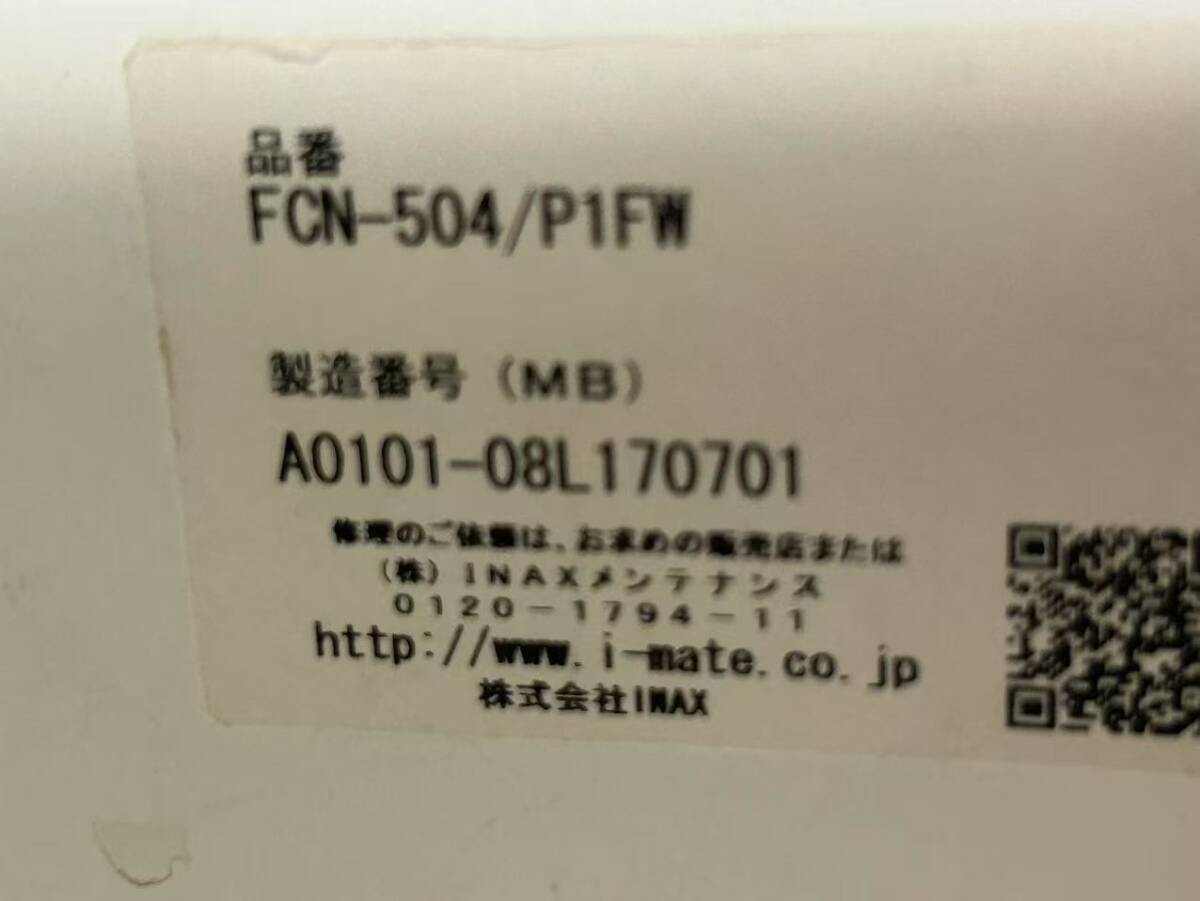 品番
FCN-504/P1FW
製造番号（MB）
A0101-08L170701
修理のご依頼は、お求めの販売店または
（株）INAXメンテナンス
0120-1794-11
http://www.i-mate.co.jp
株式会社INAX